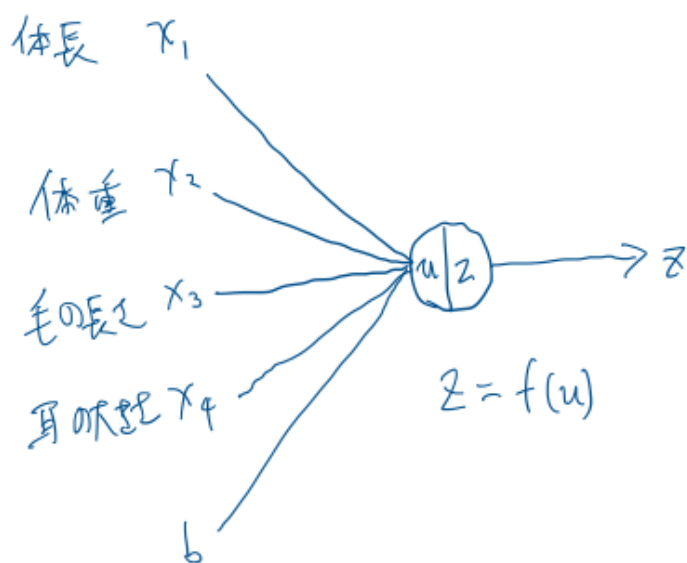 体長 x₁
体重 x₂
毛の長さ x₃
耳の大きさ x₄
b
u z
z
z = f(u)